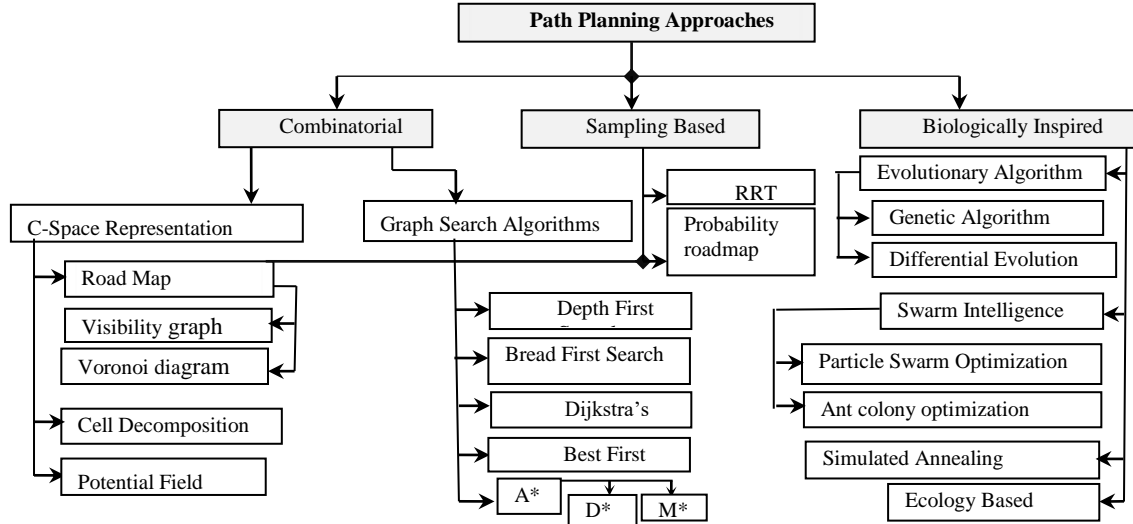 Path Planning Approaches
Combinatorial
Sampling Based
Biologically Inspired
C-Space Representation
Road Map
Visibility graph
Voronoi diagram
Cell Decomposition
Potential Field
Graph Search Algorithms
Depth First
Bread First Search
Dijkstra's
Best First
A*
D*
M*
RRT
Probability
roadmap
Evolutionary Algorithm
Genetic Algorithm
Differential Evolution
Swarm Intelligence
Particle Swarm Optimization
Ant colony optimization
Simulated Annealing
Ecology Based